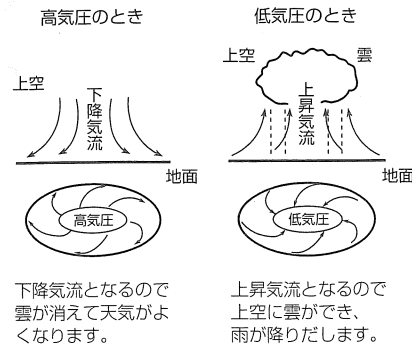 高気圧のとき
上空
下降気流
地面
高気圧
下降気流となるので
雲が消えて天気がよ
くなります。
低気圧のとき
上空
雲
上昇気流
地面
低気圧
上昇気流となるので
上空に雲ができ、
雨が降りだします。